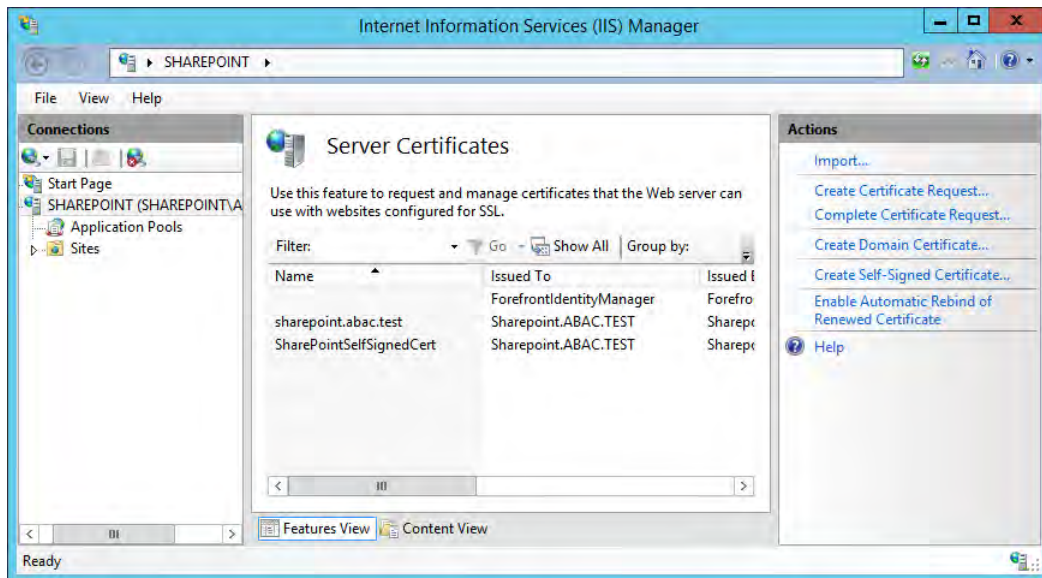 Internet Information Services (IIS) Manager
SHAREPOINT
File View Help
Connections
Start Page
SHAREPOINT (SHAREPOINT\A
Application Pools
Sites
Server Certificates
Use this feature to request and manage certificates that the Web server can
use with websites configured for SSL.
Filter: Go Show All Group by:
Name Issued To Issued
ForefrontIdentityManager Forefro
sharepoint.abac.test Sharepoint.ABAC.TEST Sharepo
SharePointSelfSignedCert Sharepoint.ABAC.TEST Sharepo
Features View Content View
Actions
Import...
Create Certificate Request...
Complete Certificate Request...
Create Domain Certificate...
Create Self-Signed Certificate...
Enable Automatic Rebind of
Renewed Certificate
Help
Ready